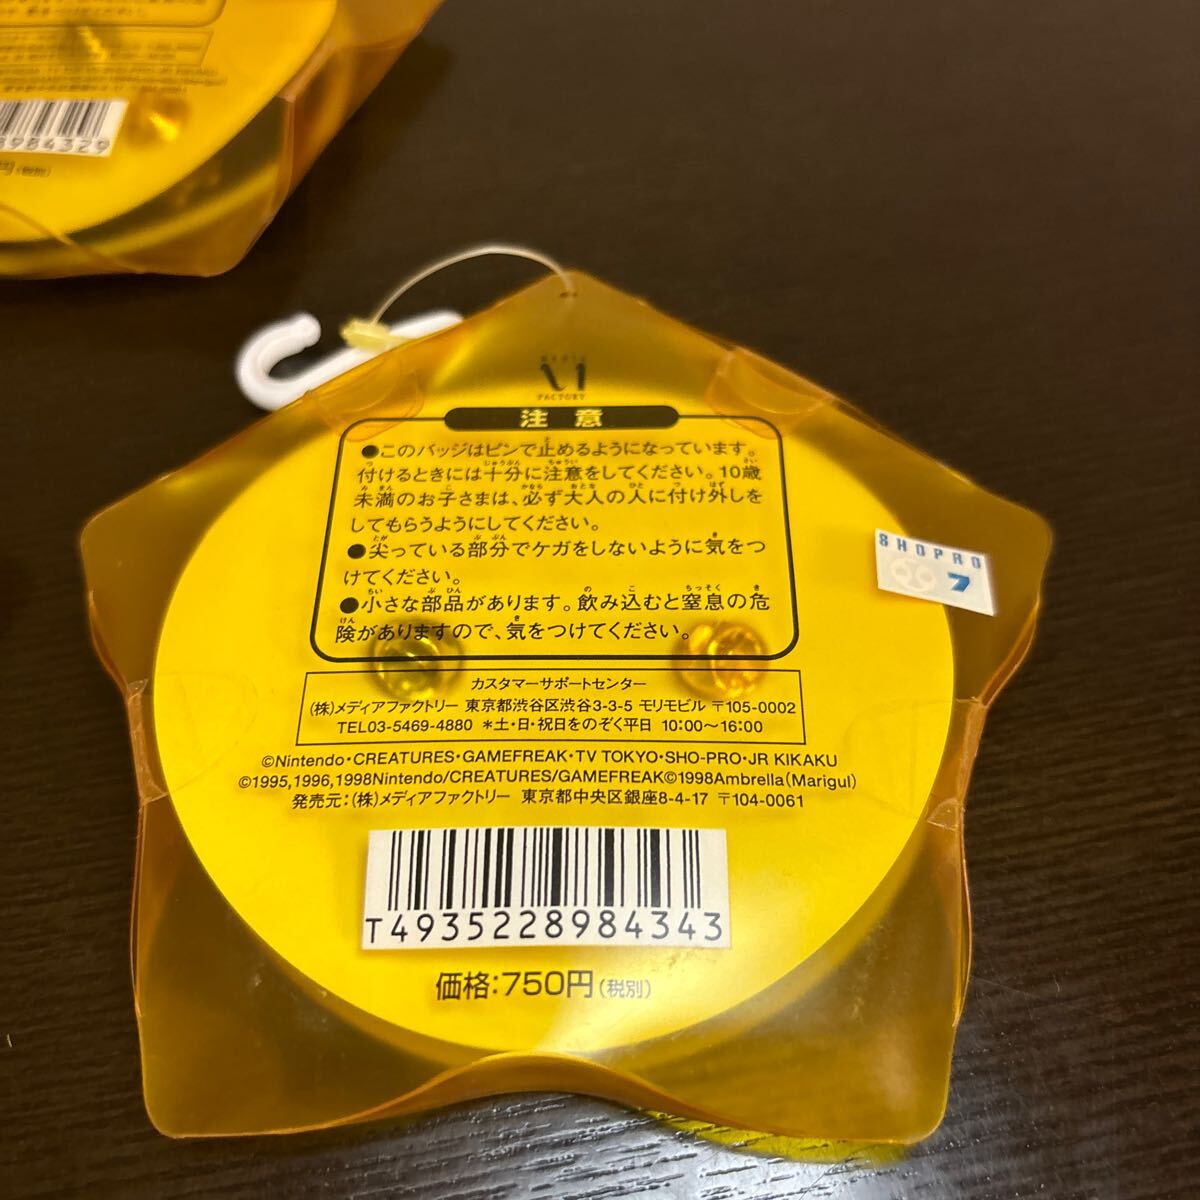 8984329
円(税別)
MEDIA
FACTORY
注意
●このバッジはピンで止めるようになっています。
付けるときには十分に注意をしてください。10歳
未満のお子さまは、必ず大人の人に付け外しを
してもらうようにしてください。
●尖っている部分でケガをしないように気をつ
けてください。
●小さな部品があります。飲み込むと窒息の危
険がありますので、気をつけてください。
SHOPRO
7
カスタマーサポートセンター
(株)メディアファクトリー 東京都渋谷区渋谷3-3-5 モリモビル 〒105-0002
TEL03-5469-4880 *土・日・祝日をのぞく平日 10:00〜16:00
©Nintendo・CREATURES・GAMEFREAK・TV TOKYO・SHO-PRO・JR KIKAKU
©1995,1996,1998Nintendo/CREATURES/GAMEFREAK©1998Ambrella(Marigul)
発売元:(株)メディアファクトリー 東京都中央区銀座8-4-17 〒104-0061
T4935228984343
価格:750円(税別)